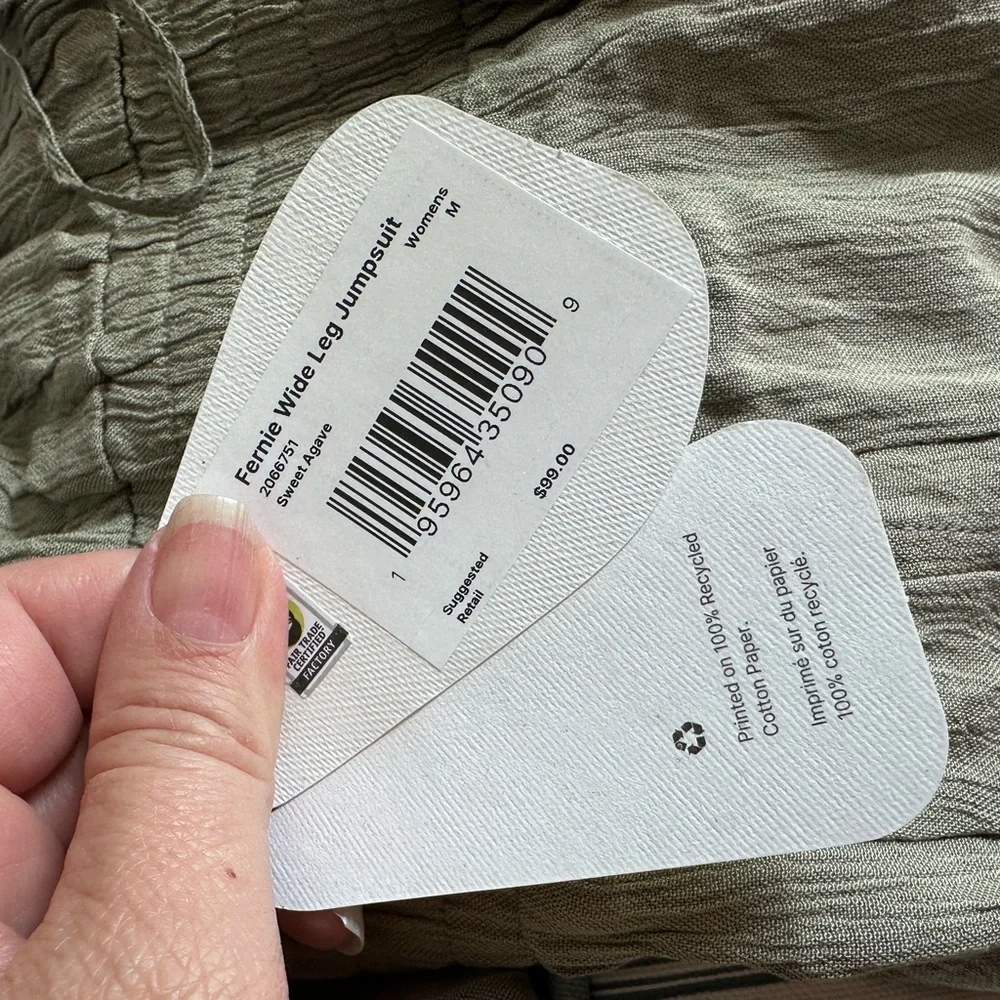 Fernie Wide Leg Jumpsuit
2066751
Sweet Agave
Womens
M
1 95964 35090 9
Suggested
Retail
$99.00
FAIR TRADE
CERTIFIED
FACTORY
Printed on 100% Recycled
Cotton Paper.
Imprimé sur du papier
100% coton recyclé.